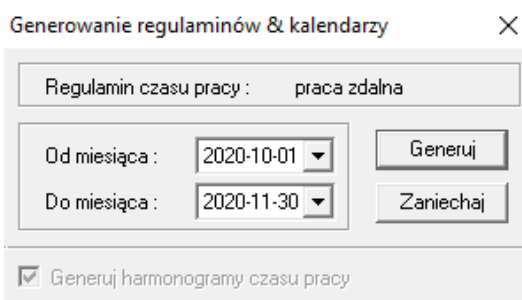 Generowanie regulaminów & kalendarzy
Regulamin czasu pracy : praca zdalna
Od miesiąca : 2020-10-01 Generuj
Do miesiąca : 2020-11-30 Zaniechaj
Generuj harmonogramy czasu pracy